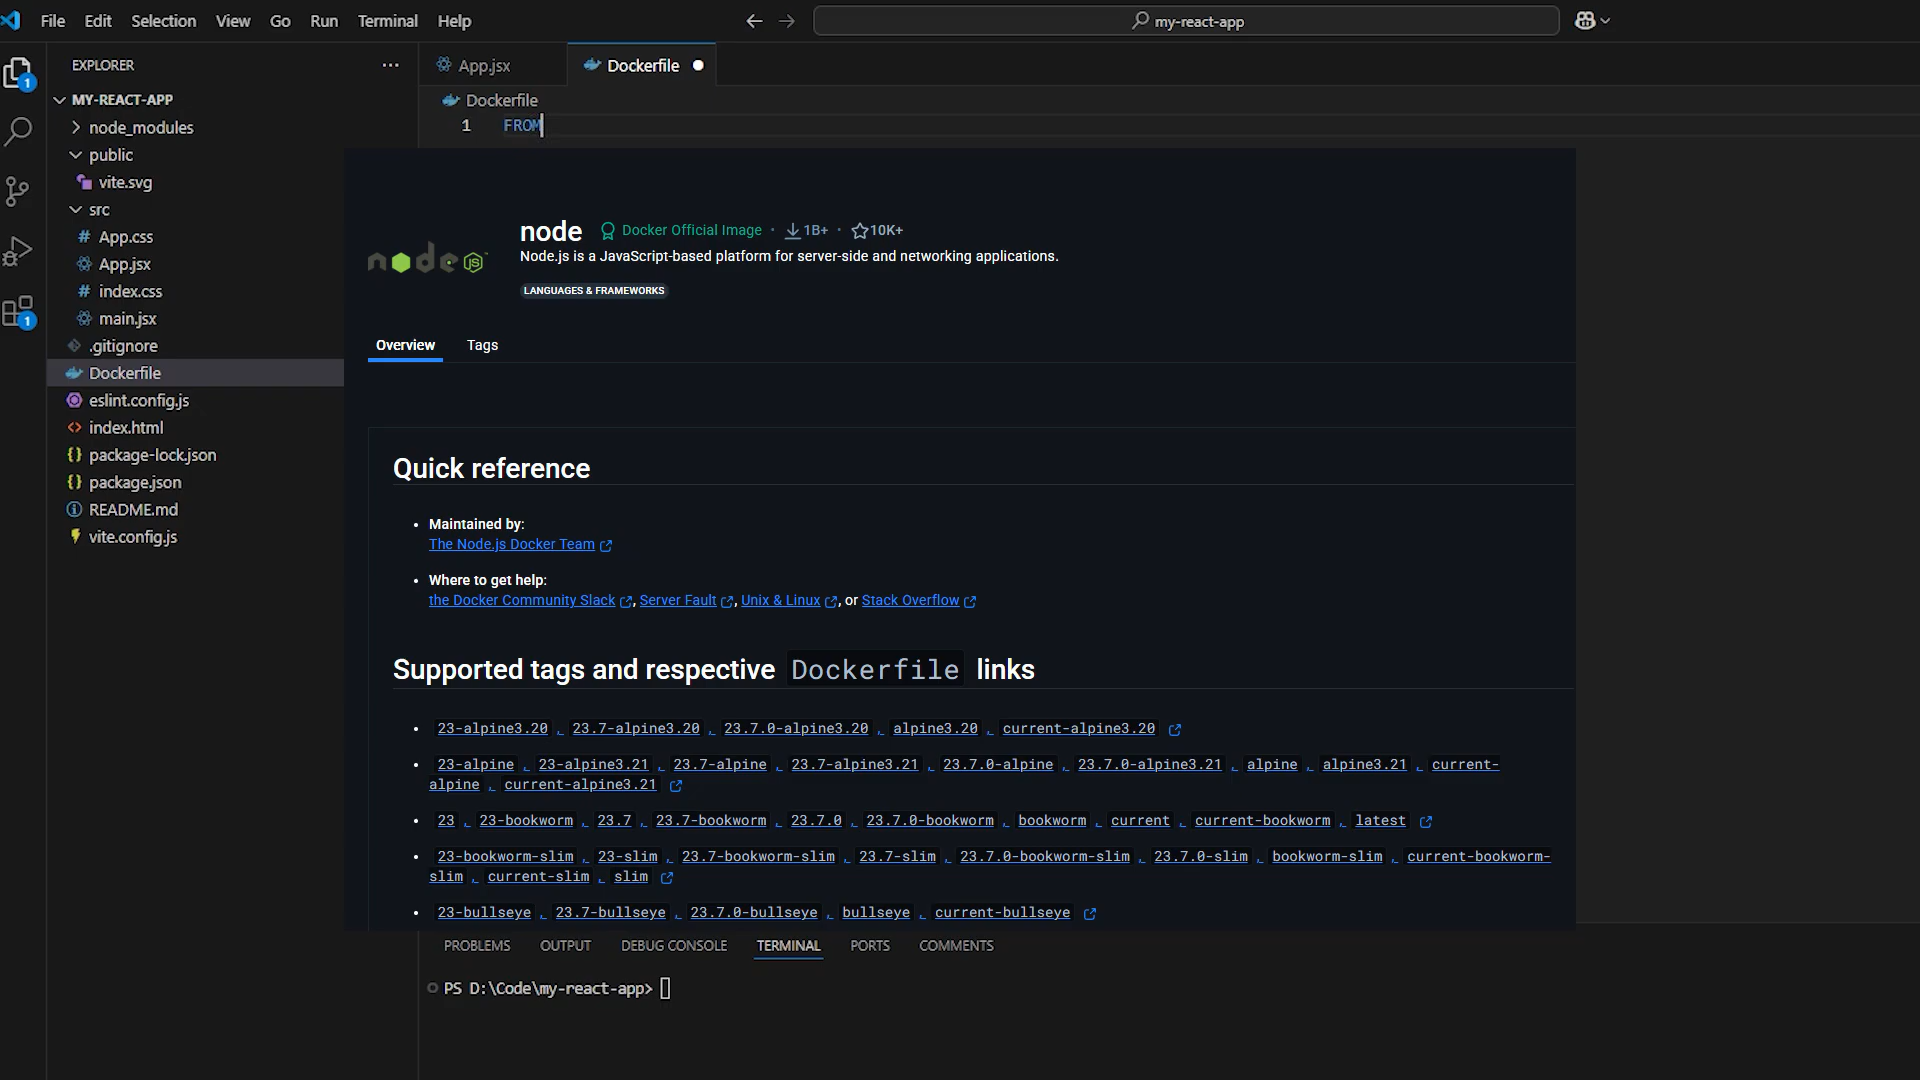 File Edit Selection View Go Run Terminal Help
my-react-app
EXPLORER
MY-REACT-APP
node_modules
public
vite.svg
src
App.css
App.jsx
index.css
main.jsx
.gitignore
Dockerfile
eslint.config.js
index.html
package-lock.json
package.json
README.md
vite.config.js
1
1
App.jsx
Dockerfile
Dockerfile
1 FROM
node
node Docker Official Image · 1B+ · 10K+
Node.js is a JavaScript-based platform for server-side and networking applications.
LANGUAGES & FRAMEWORKS
Overview Tags
Quick reference
• Maintained by:
The Node.js Docker Team
• Where to get help:
the Docker Community Slack, Server Fault, Unix & Linux, or Stack Overflow
Supported tags and respective Dockerfile links
• 23-alpine3.20, 23.7-alpine3.20, 23.7.0-alpine3.20, alpine3.20, current-alpine3.20
• 23-alpine, 23-alpine3.21, 23.7-alpine, 23.7-alpine3.21, 23.7.0-alpine, 23.7.0-alpine3.21, alpine, alpine3.21, current-
alpine, current-alpine3.21
• 23, 23-bookworm, 23.7, 23.7-bookworm, 23.7.0, 23.7.0-bookworm, bookworm, current, current-bookworm, latest
• 23-bookworm-slim, 23-slim, 23.7-bookworm-slim, 23.7-slim, 23.7.0-bookworm-slim, 23.7.0-slim, bookworm-slim, current-bookworm-
slim, current-slim, slim
• 23-bullseye, 23.7-bullseye, 23.7.0-bullseye, bullseye, current-bullseye
PROBLEMS OUTPUT DEBUG CONSOLE TERMINAL PORTS COMMENTS
PS D:\Code\my-react-app>